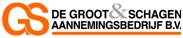 GS DE GROOT & SCHAGEN
AANNEMINGSBEDRIJF B.V.